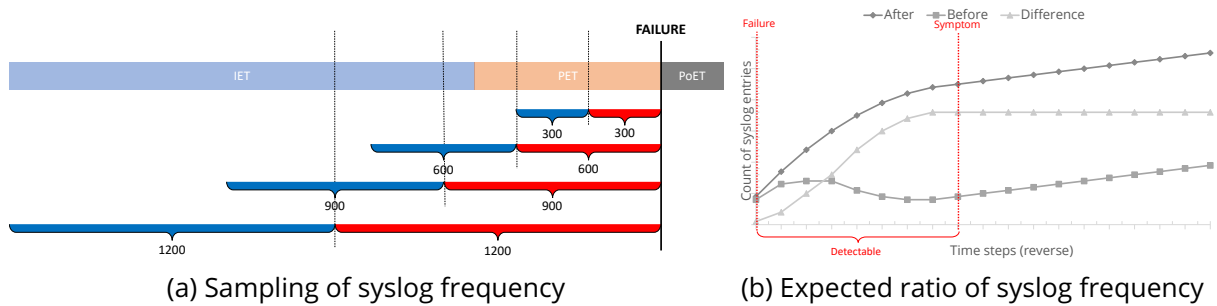 FAILURE
IET
PET
PoET
300
300
600
600
900
900
1200
1200
(a) Sampling of syslog frequency
After
Before
Difference
Failure
Symptom
Count of syslog entries
Detectable
Time steps (reverse)
(b) Expected ratio of syslog frequency